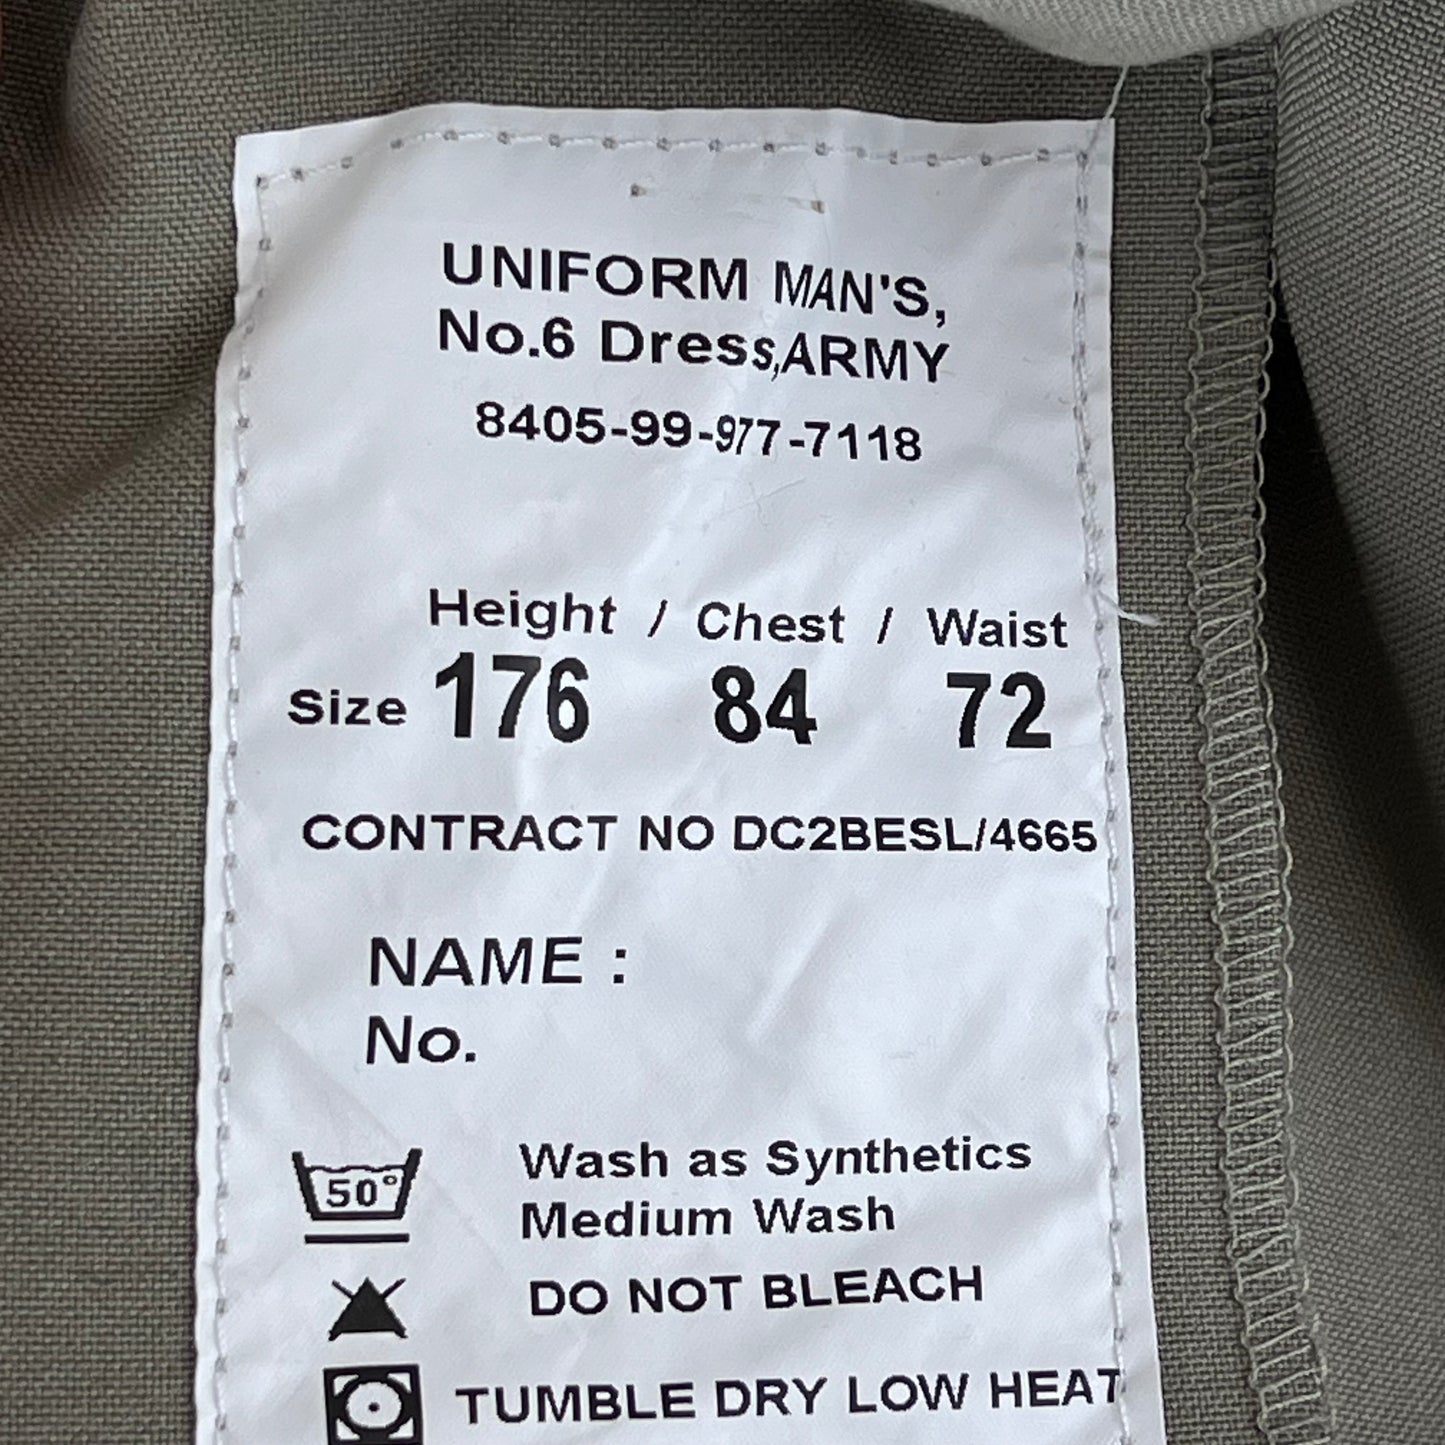 UNIFORM MAN'S,
No.6 Dress,ARMY
8405-99-977-7118
Height / Chest / Waist
Size 176 84 72
CONTRACT NO DC2BESL/4665
NAME :
No.
50° Wash as Synthetics
Medium Wash
DO NOT BLEACH
TUMBLE DRY LOW HEAT